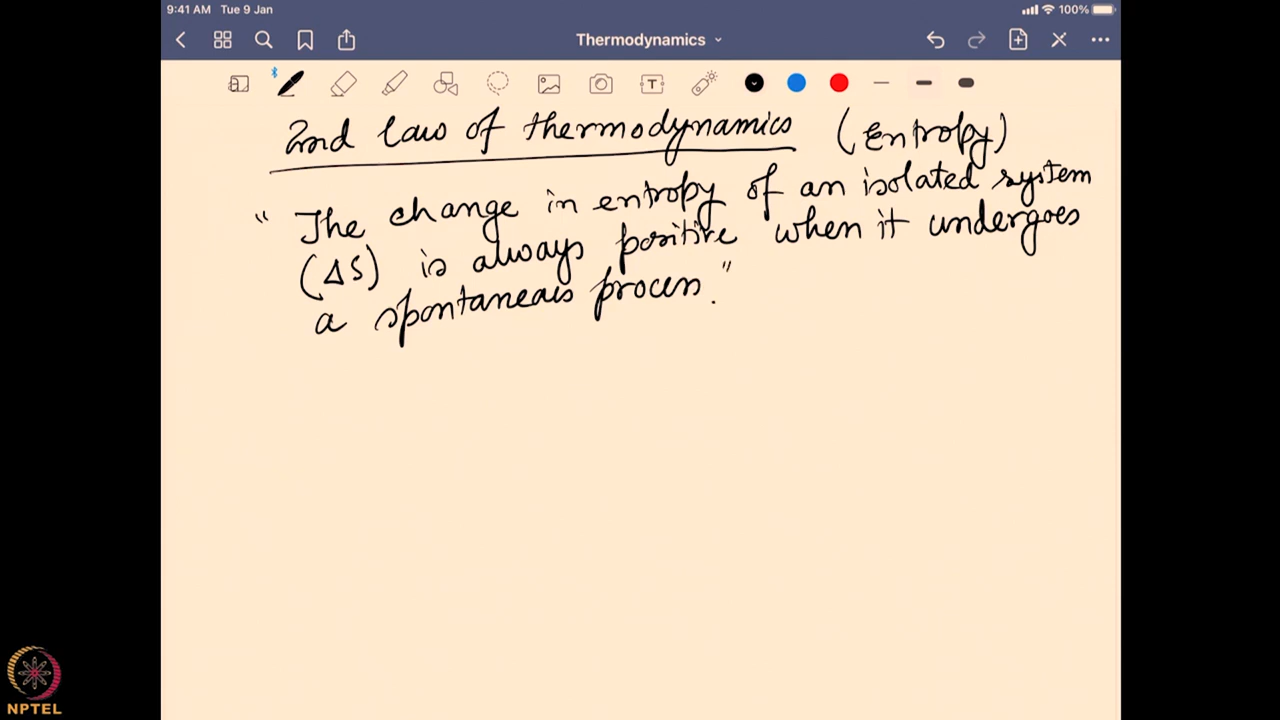 9:41 AM Tue 9 Jan
100%
Thermodynamics
T
2nd law of thermodynamics (Entropy)
" The change in entropy of an isolated system
(ΔS) is always positive when it undergoes
a spontaneous process."
NPTEL